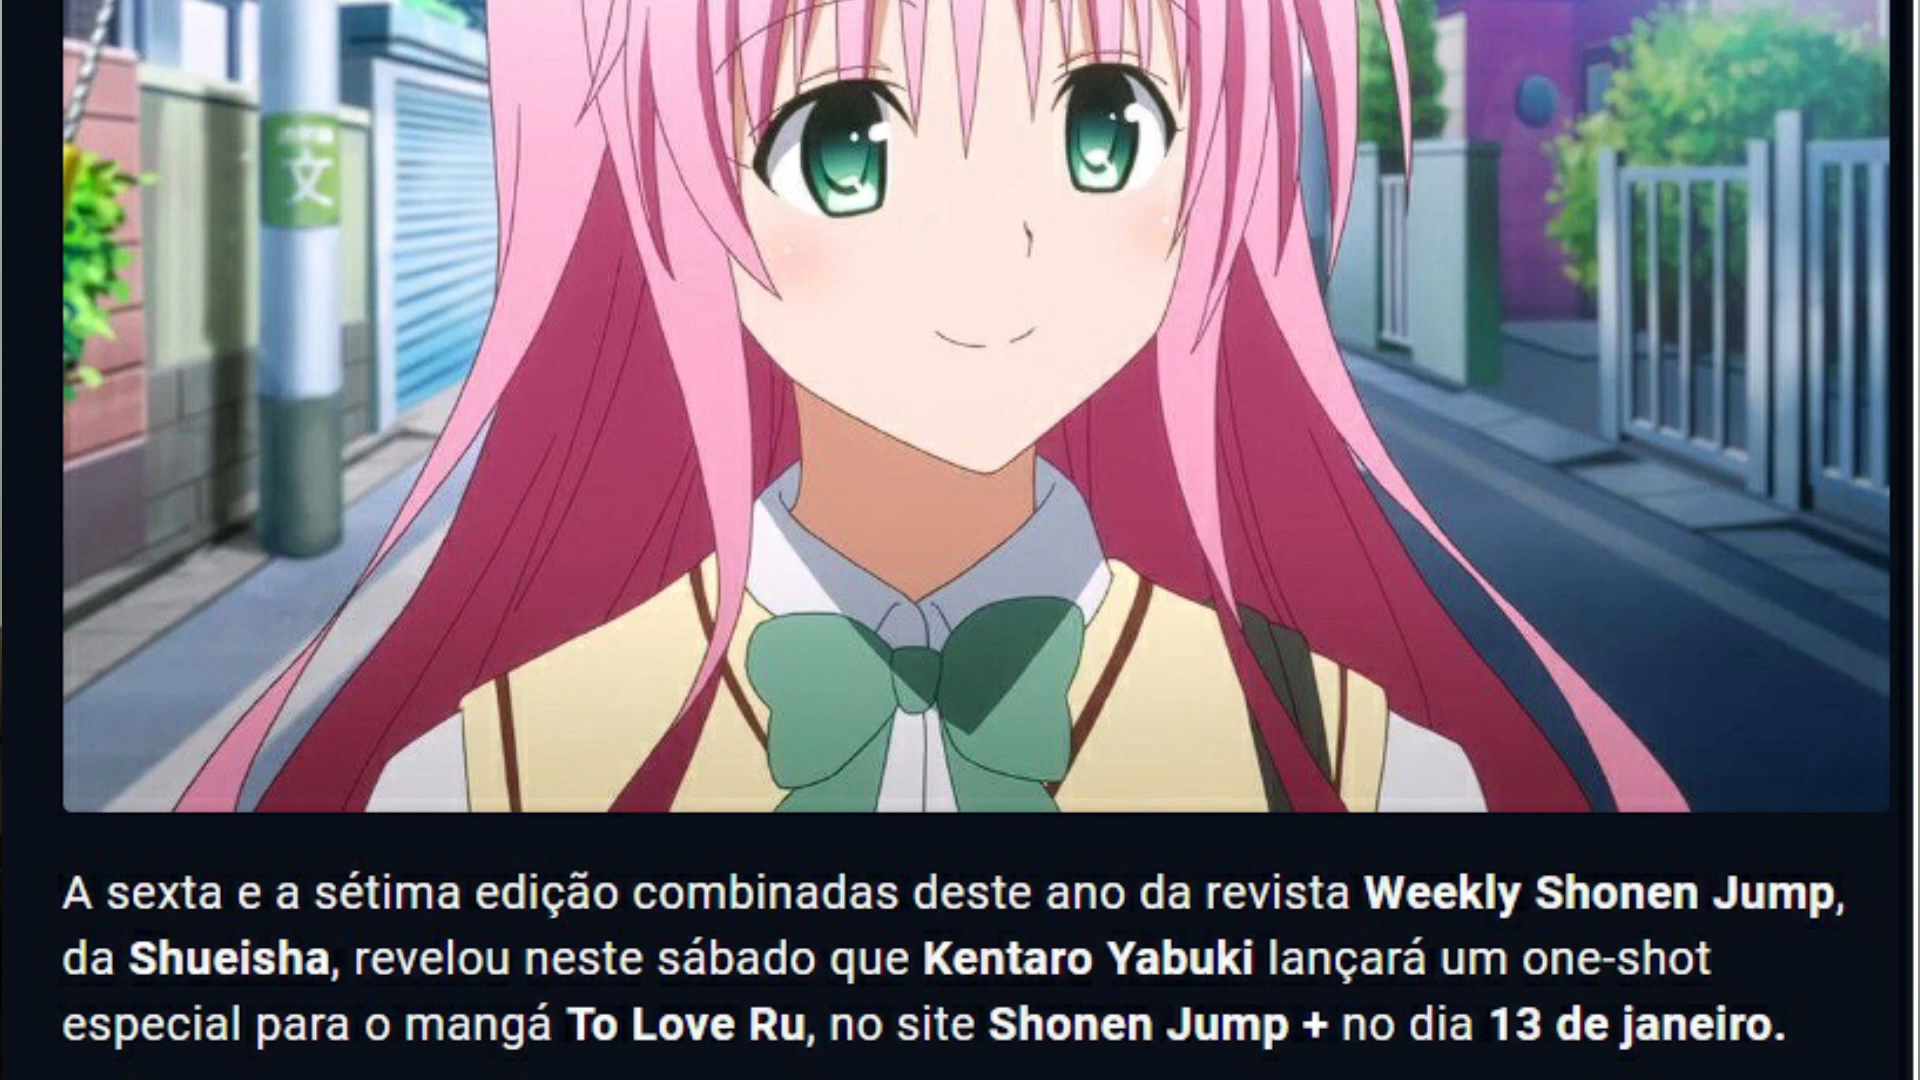 文
A sexta e a sétima edição combinadas deste ano da revista Weekly Shonen Jump,
da Shueisha, revelou neste sábado que Kentaro Yabuki lançará um one-shot
especial para o mangá To Love Ru, no site Shonen Jump + no dia 13 de janeiro.